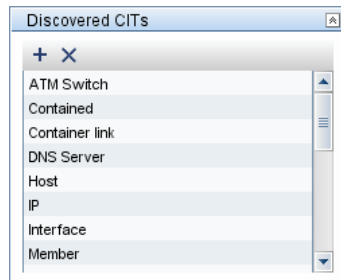 Discovered CITs
ATM Switch
Contained
Container link
DNS Server
Host
IP
Interface
Member